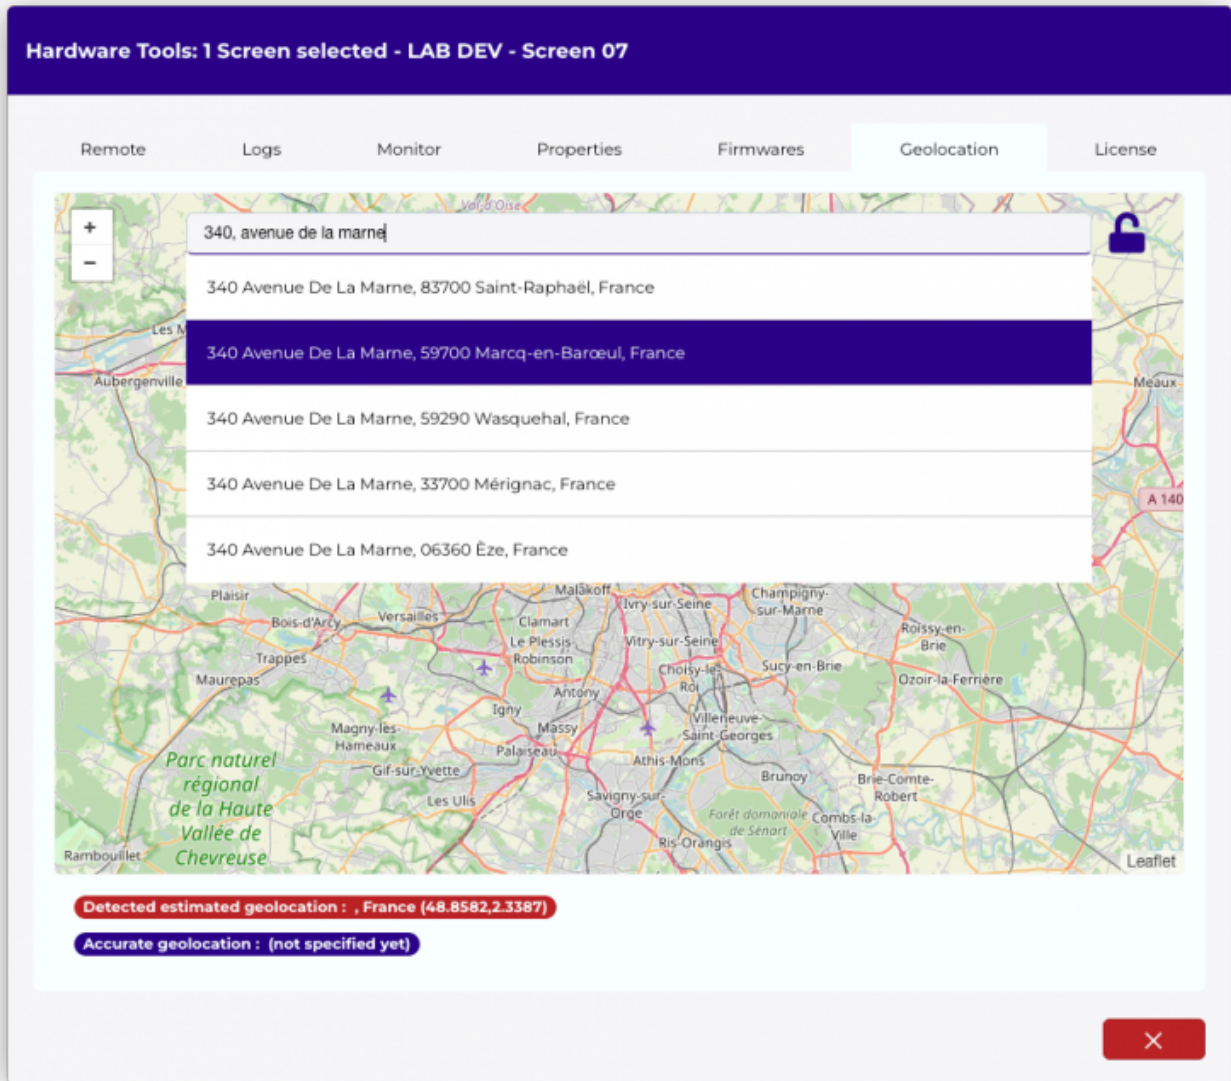 Hardware Tools: 1 Screen selected - LAB DEV - Screen 07
Remote Logs Monitor Properties Firmwares Geolocation License
Val-d'Oise
+
340, avenue de la marne
−
340 Avenue De La Marne, 83700 Saint-Raphaël, France
Les M
340 Avenue De La Marne, 59700 Marcq-en-Barœul, France
Aubergenville
Meaux
340 Avenue De La Marne, 59290 Wasquehal, France
340 Avenue De La Marne, 33700 Mérignac, France
A 140
340 Avenue De La Marne, 06360 Èze, France
Plaisir
Malakoff
Ivry-sur-Seine
Champigny-
sur-Marne
Bois-d'Arcy
Versailles
Clamart
Le Plessis-
Robinson
Vitry-sur-Seine
Roissy-en-
Brie
Trappes
Choisy-le-
Roi
Sucy-en-Brie
Maurepas
Ozoir-la-Ferrière
Antony
Igny
Magny-les-
Hameaux
Massy
Villeneuve-
Saint-Georges
Palaiseau
Athis-Mons
Parc naturel
régional
de la Haute
Vallée de
Chevreuse
Gif-sur-Yvette
Brunoy
Brie-Comte-
Robert
Les Ulis
Savigny-sur-
Orge
Forêt domaniale
de Sénart
Combs-la-
Ville
Ris-Orangis
Rambouillet
Leaflet
Detected estimated geolocation : , France (48.8582,2.3387)
Accurate geolocation : (not specified yet)